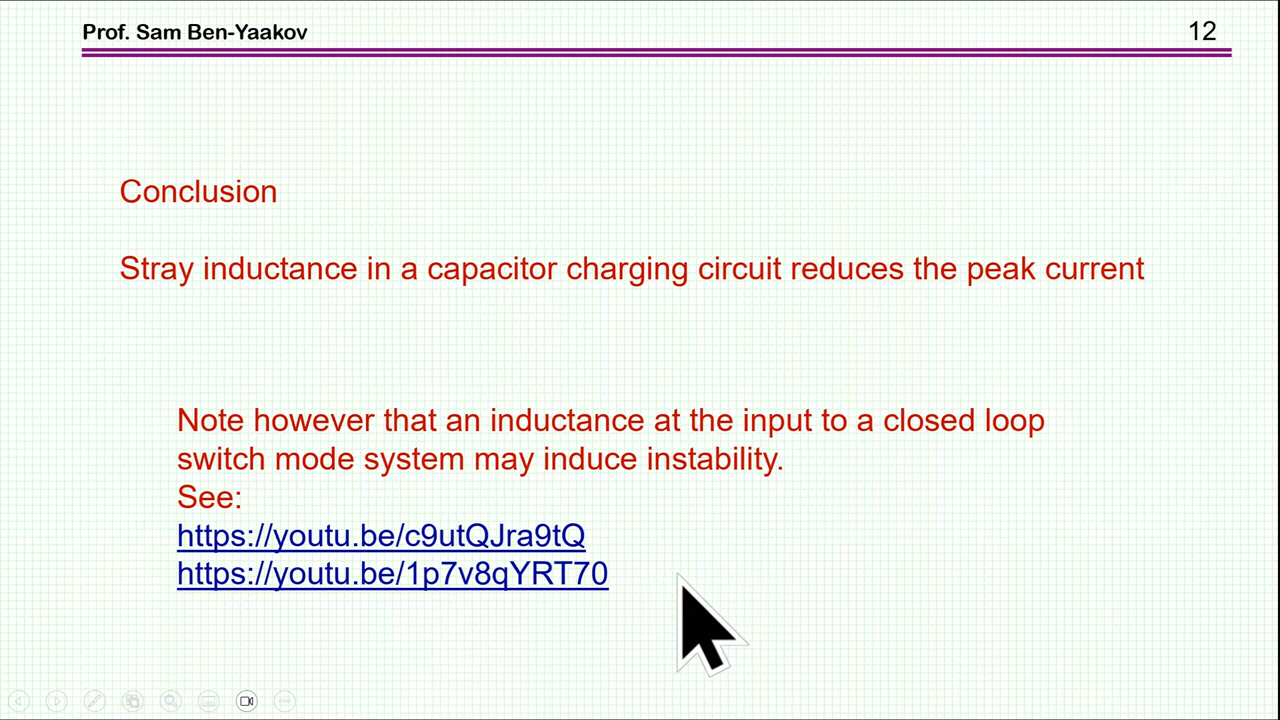 Prof. Sam Ben-Yaakov
12
Conclusion
Stray inductance in a capacitor charging circuit reduces the peak current
Note however that an inductance at the input to a closed loop
switch mode system may induce instability.
See:
https://youtu.be/c9utQJra9tQ
https://youtu.be/1p7v8qYRT70